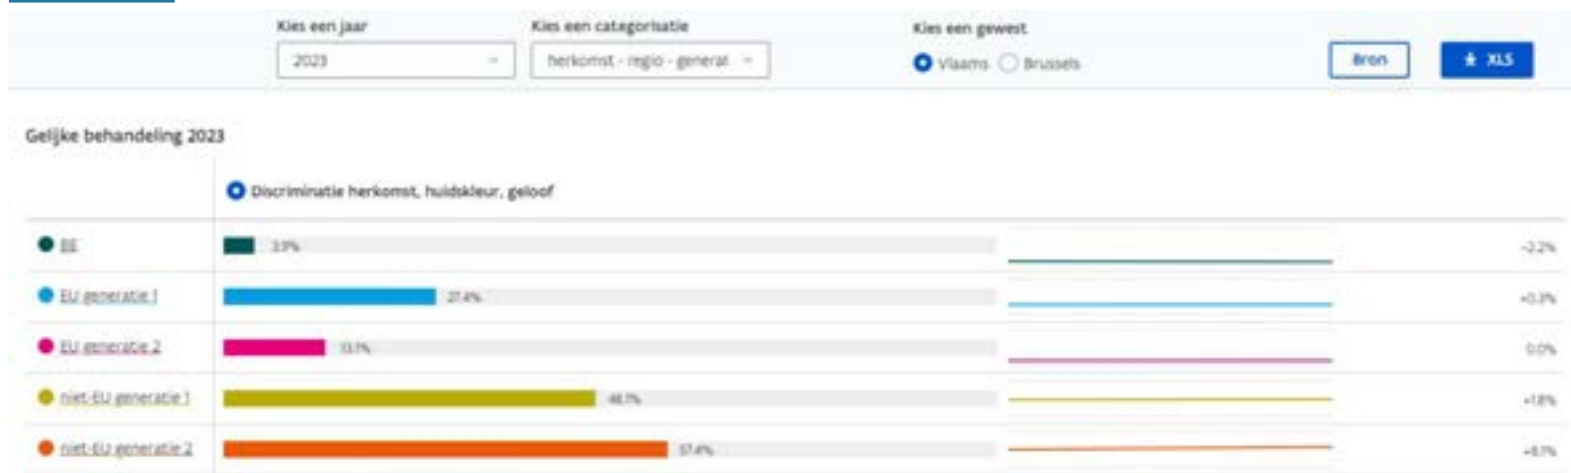 Kies een jaar
Kies een categorisatie
Kies een gewest
2023
herkomst - regio - generat
Vlaams
Brussels
Bron
XLS
Gelijke behandeling 2023
Discriminatie herkomst, huidskleur, geloof
BE
3.9%
-2.2%
EU generatie 1
27.4%
+0.3%
EU generatie 2
13.1%
0.0%
niet-EU generatie 1
48.1%
+1.8%
niet-EU generatie 2
57.4%